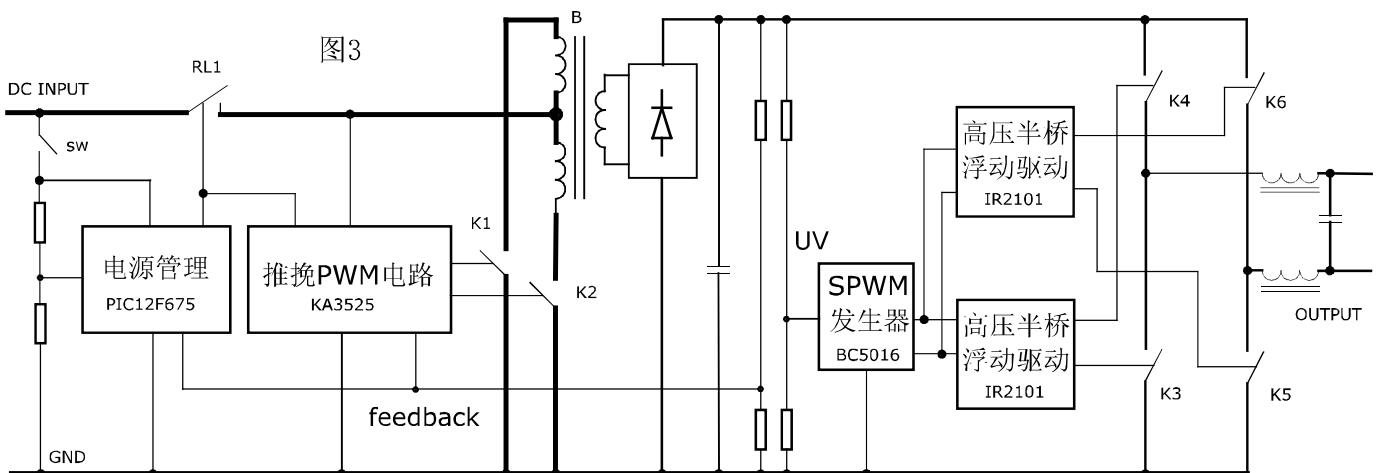 图3
B
RL1
DC INPUT
sw
K4
K6
高压半桥
浮动驱动
IR2101
K1
UV
电源管理
PIC12F675
推挽PWM电路
KA3525
K2
SPWM
发生器
BC5016
高压半桥
浮动驱动
IR2101
OUTPUT
K3
K5
feedback
GND